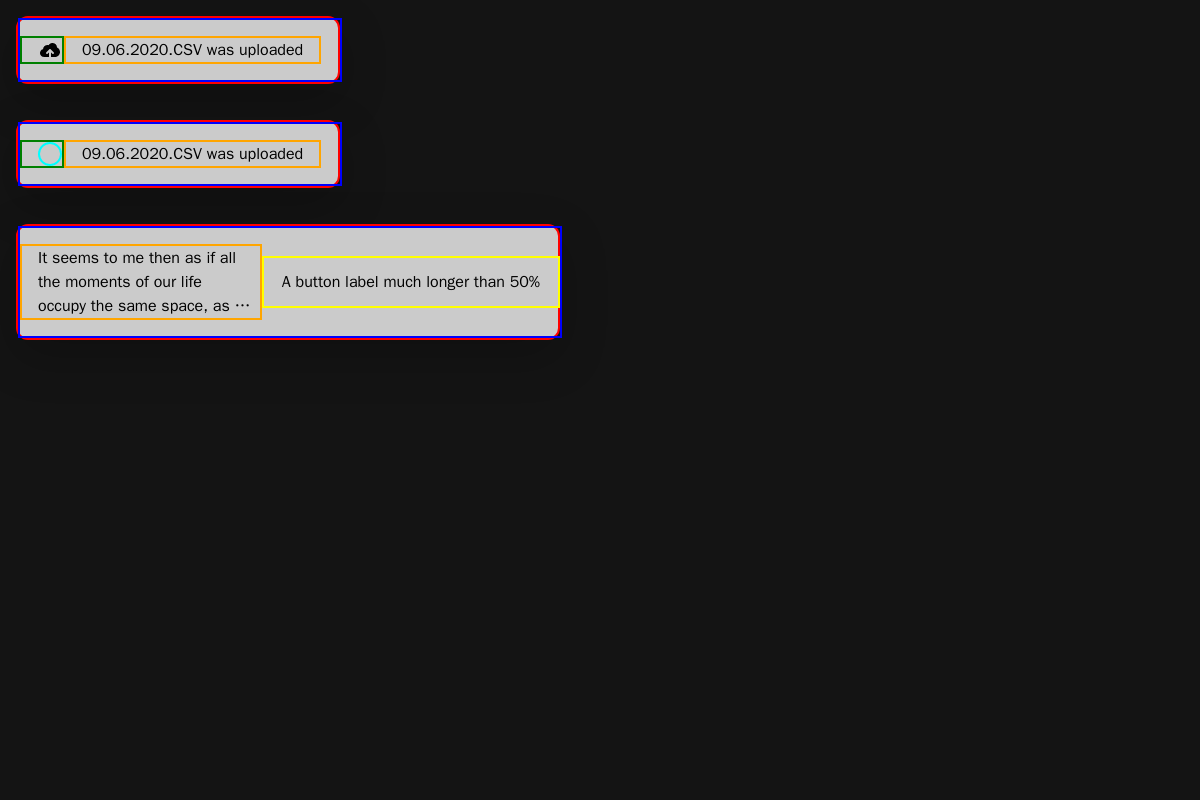 09.06.2020.CSV was uploaded
09.06.2020.CSV was uploaded
It seems to me then as if all
the moments of our life
occupy the same space, as ⋯
A button label much longer than 50%